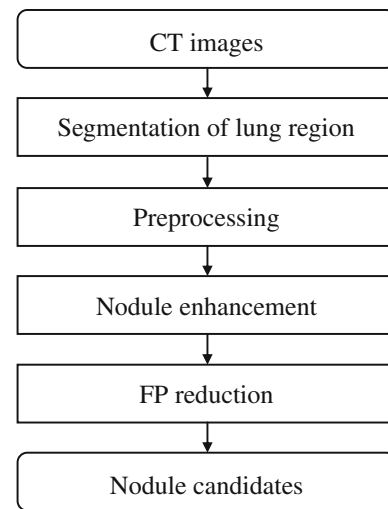 CT images
Segmentation of lung region
Preprocessing
Nodule enhancement
FP reduction
Nodule candidates